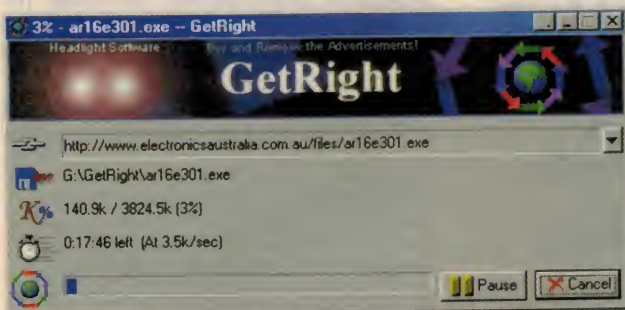 3% - ar16e301.exe - GetRight
Headlight Software Buy and Remove the Advertisements!
GetRight
http://www.electronicsaustralia.com.au/files/ar16e301.exe
G:\GetRight\ar16e301.exe
K% 140.9k / 3824.5k (3%)
0:17:46 left (At 3.5k/sec)
Pause Cancel